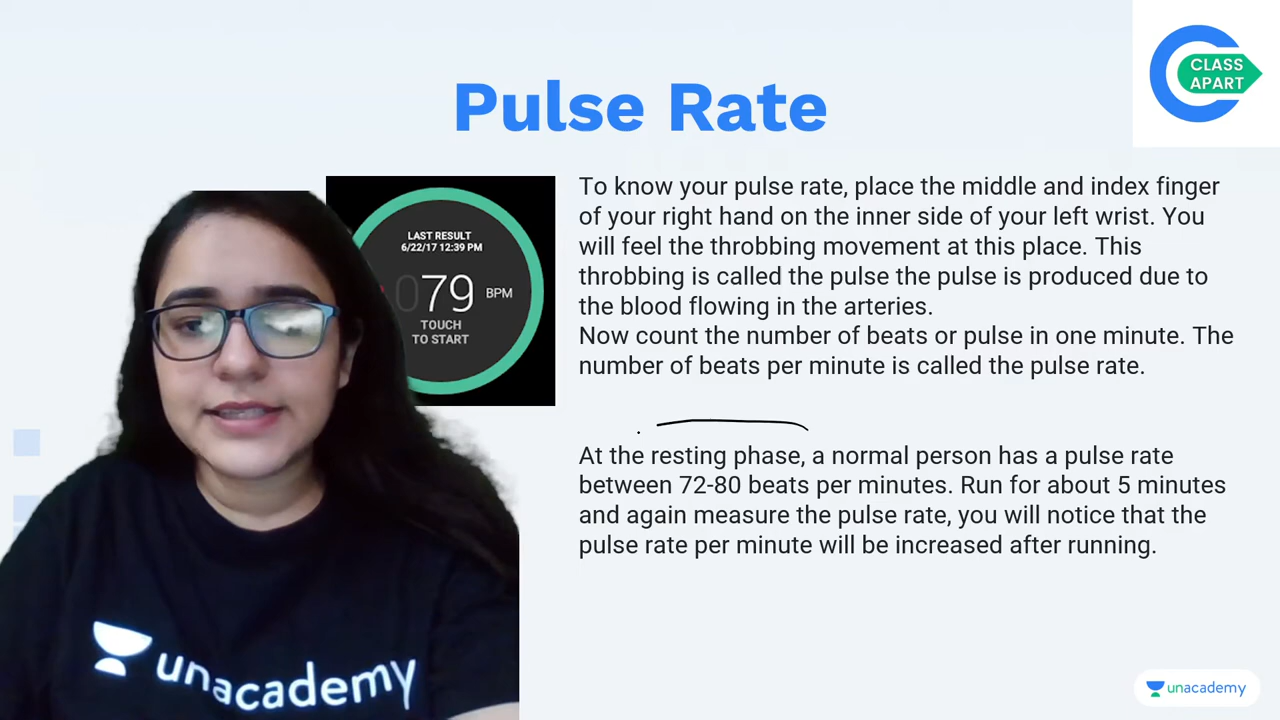 CLASS
APART
Pulse Rate
LAST RESULT
6/22/17 12:39 PM
079 BPM
TOUCH
TO START
To know your pulse rate, place the middle and index finger
of your right hand on the inner side of your left wrist. You
will feel the throbbing movement at this place. This
throbbing is called the pulse the pulse is produced due to
the blood flowing in the arteries.
Now count the number of beats or pulse in one minute. The
number of beats per minute is called the pulse rate.
At the resting phase, a normal person has a pulse rate
between 72-80 beats per minutes. Run for about 5 minutes
and again measure the pulse rate, you will notice that the
pulse rate per minute will be increased after running.
unacademy
unacademy